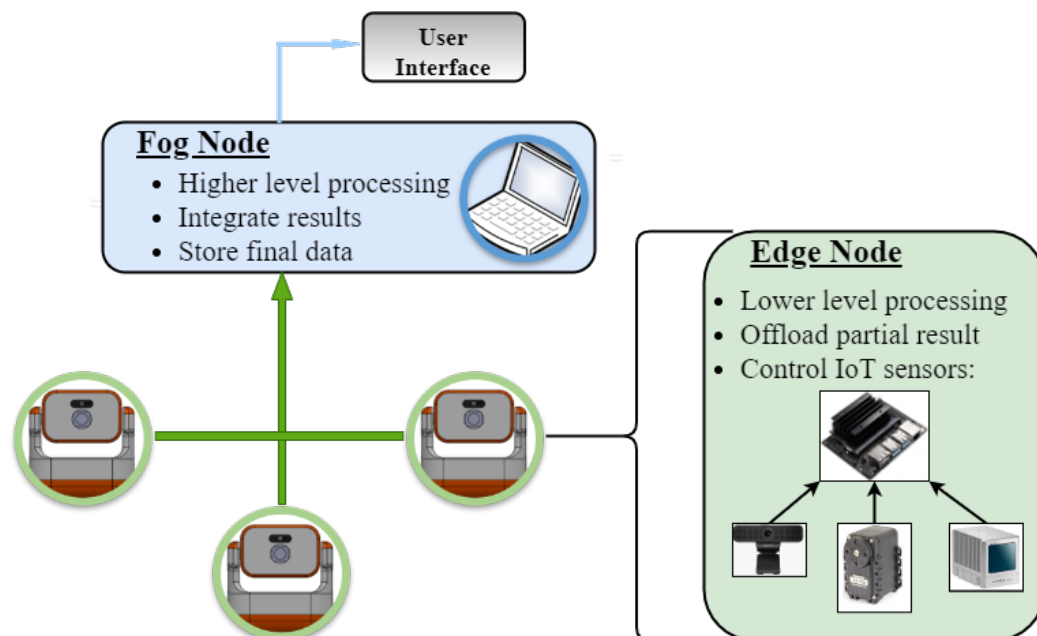 User
Interface
Fog Node
• Higher level processing
• Integrate results
• Store final data
Edge Node
• Lower level processing
• Offload partial result
• Control IoT sensors: